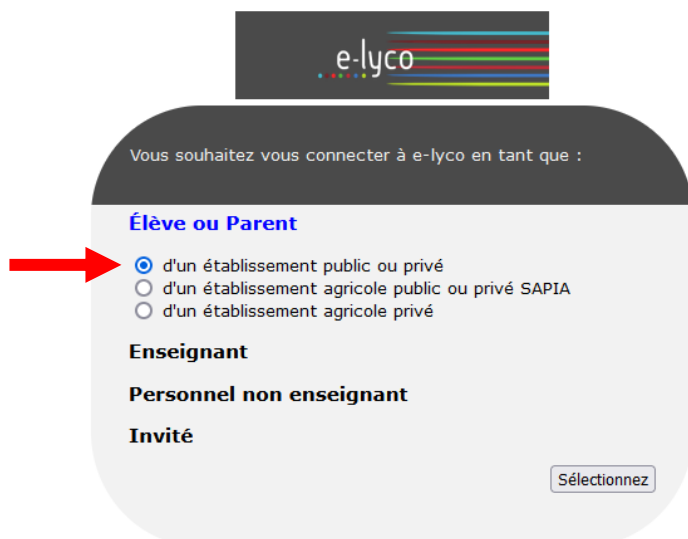 e-lyco
Vous souhaitez vous connecter à e-lyco en tant que :
Élève ou Parent
d'un établissement public ou privé
d'un établissement agricole public ou privé SAPIA
d'un établissement agricole privé
Enseignant
Personnel non enseignant
Invité
Sélectionnez